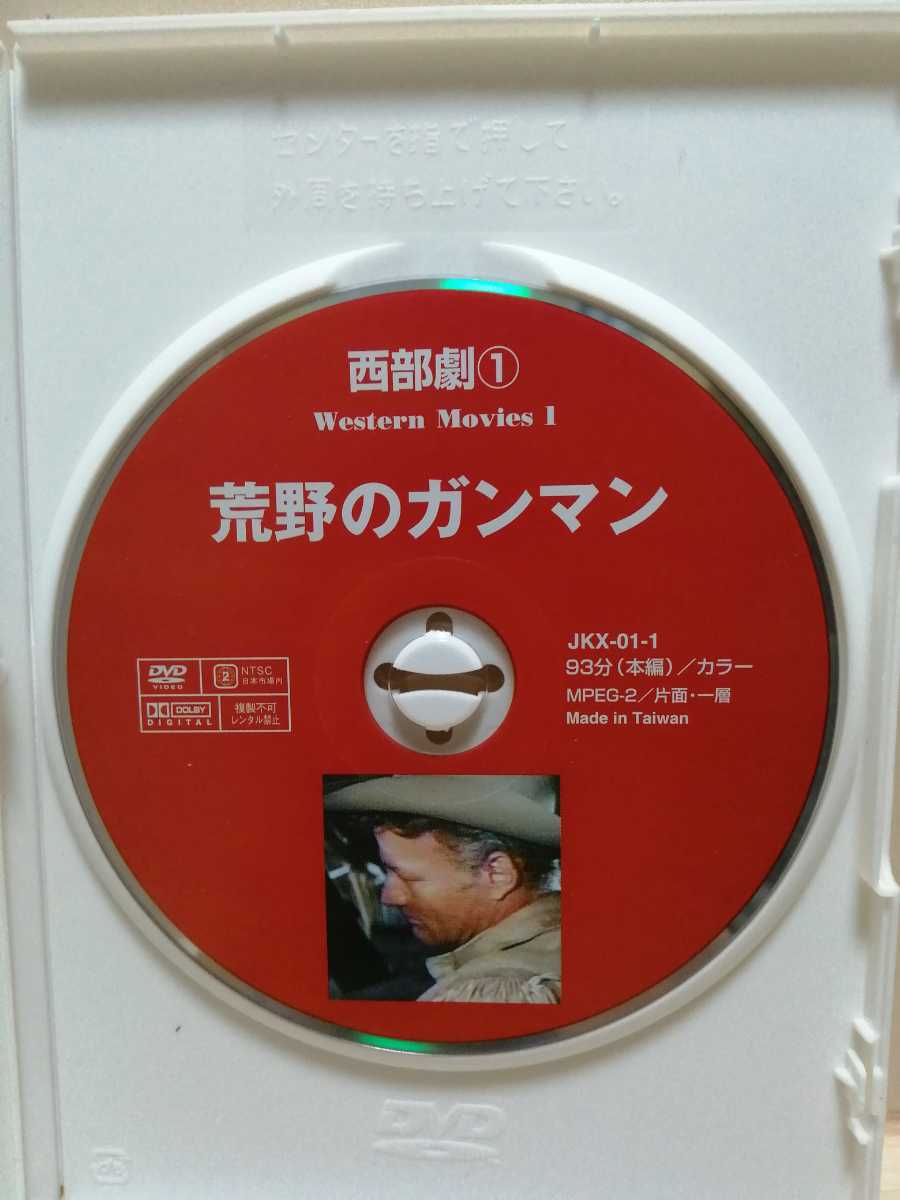 センターを指で押して
外周を持ち上げて下さい。
西部劇①
Western Movies 1
荒野のガンマン
DVD
VIDEO
2
NTSC
日本市場内
DOLBY
DIGITAL
複製不可
レンタル禁止
JKX-01-1
93分(本編)／カラー
MPEG-2／片面・一層
Made in Taiwan
DVD